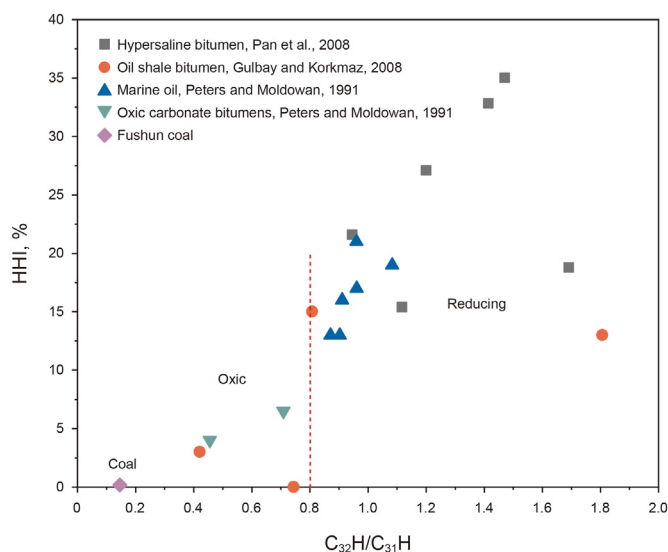 Hypersaline bitumen, Pan et al., 2008
Oil shale bitumen, Gulbay and Korkmaz, 2008
Marine oil, Peters and Moldowan, 1991
Oxic carbonate bitumens, Peters and Moldowan, 1991
Fushun coal
HHI, %
40
35
30
25
20
15
10
5
0
Reducing
Oxic
Coal
0 0.2 0.4 0.6 0.8 1.0 1.2 1.4 1.6 1.8 2.0
C₃₂H/C₃₁H